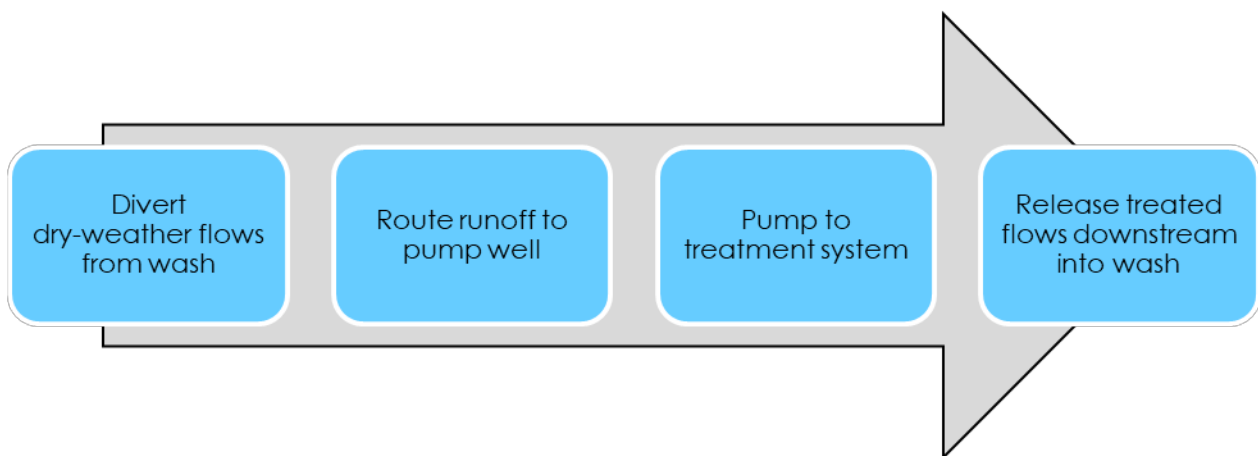 Divert
dry-weather flows
from wash
Route runoff to
pump well
Pump to
treatment system
Release treated
flows downstream
into wash